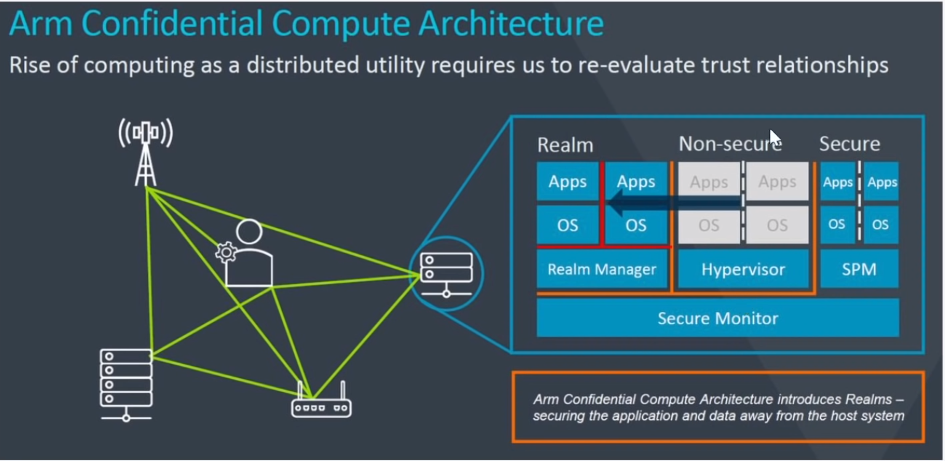 Arm Confidential Compute Architecture
Rise of computing as a distributed utility requires us to re-evaluate trust relationships
Realm Non-secure Secure
Apps Apps Apps Apps Apps Apps
OS OS OS OS OS OS
Realm Manager Hypervisor SPM
Secure Monitor
Arm Confidential Compute Architecture introduces Realms –
securing the application and data away from the host system